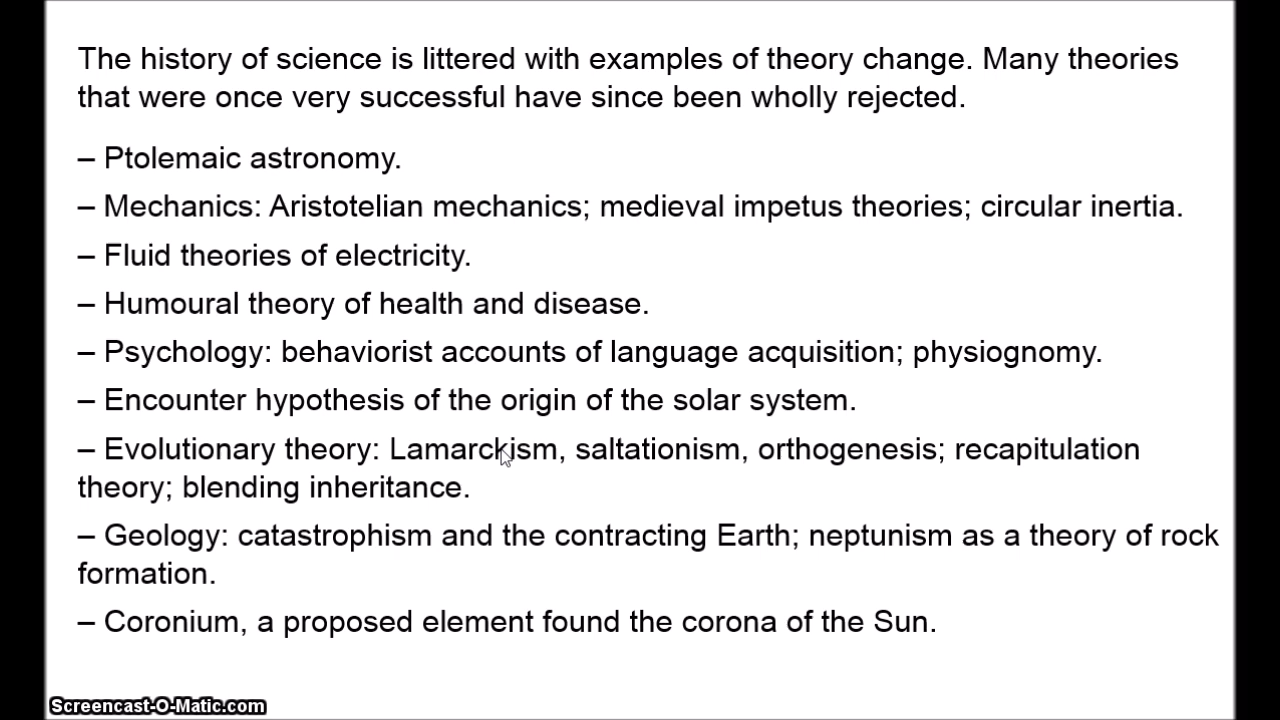 The history of science is littered with examples of theory change. Many theories
that were once very successful have since been wholly rejected.
– Ptolemaic astronomy.
– Mechanics: Aristotelian mechanics; medieval impetus theories; circular inertia.
– Fluid theories of electricity.
– Humoural theory of health and disease.
– Psychology: behaviorist accounts of language acquisition; physiognomy.
– Encounter hypothesis of the origin of the solar system.
– Evolutionary theory: Lamarckism, saltationism, orthogenesis; recapitulation
theory; blending inheritance.
– Geology: catastrophism and the contracting Earth; neptunism as a theory of rock
formation.
– Coronium, a proposed element found the corona of the Sun.
Screencast-O-Matic.com